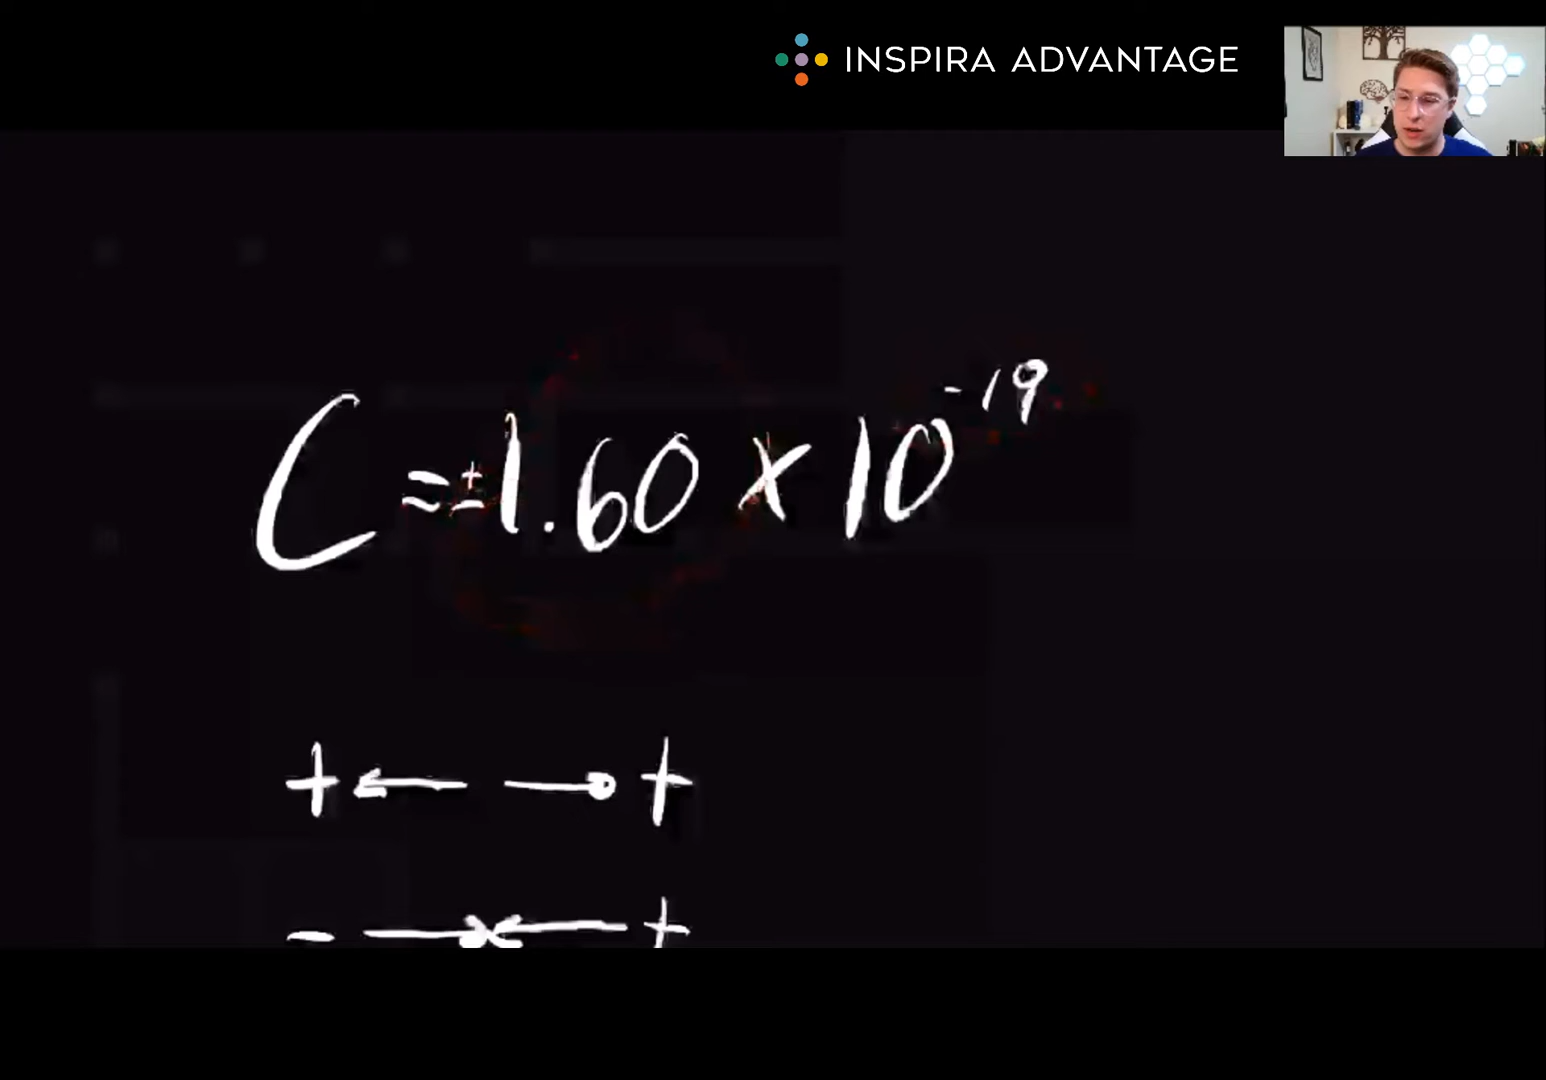 INSPIRA ADVANTAGE
C = ±1.60 × 10⁻¹⁹
+ ← → +
- → ← +